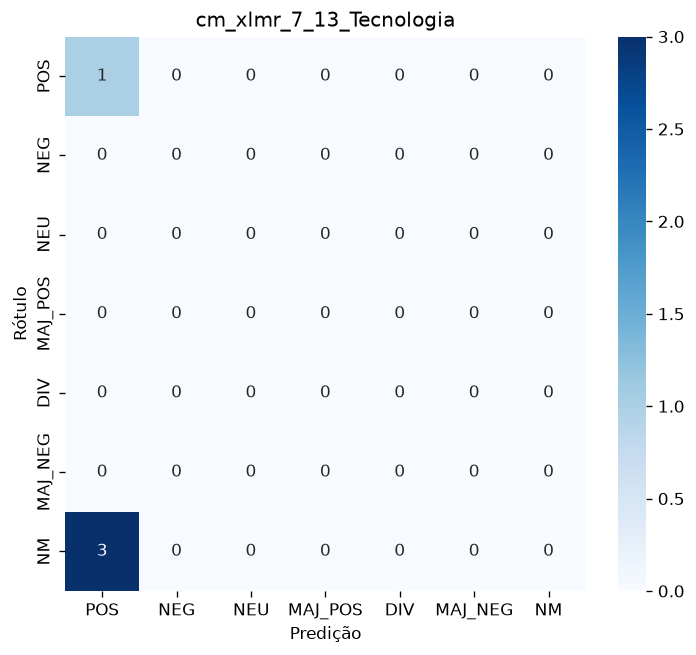 cm_xlmr_7_13_Tecnologia
POS 1 0 0 0 0 0 0
NEG 0 0 0 0 0 0 0
NEU 0 0 0 0 0 0 0
MAJ_POS 0 0 0 0 0 0 0
DIV 0 0 0 0 0 0 0
MAJ_NEG 0 0 0 0 0 0 0
NM 3 0 0 0 0 0 0
POS NEG NEU MAJ_POS DIV MAJ_NEG NM
Predição
Rótulo
3.0
2.5
2.0
1.5
1.0
0.5
0.0